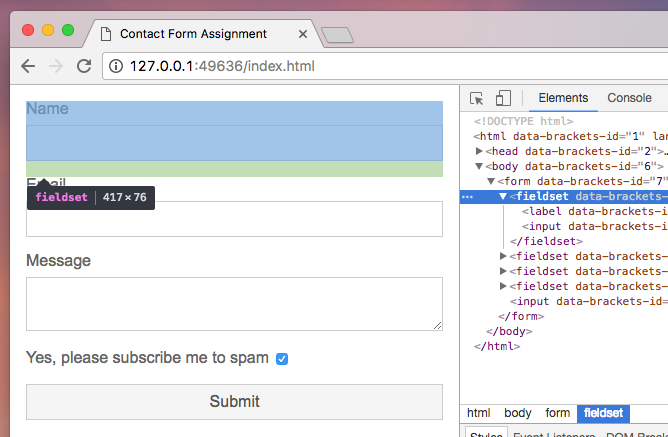 Contact Form Assignment
127.0.0.1:49636/index.html
Name
Email
fieldset 417 × 76
Message
Yes, please subscribe me to spam
Submit
Elements Console
<!DOCTYPE html>
<html data-brackets-id="1" lan
<head data-brackets-id="2">…
<body data-brackets-id="6">
<form data-brackets-id="7"
<fieldset data-brackets-
<label data-brackets-i
<input data-brackets-i
</fieldset>
<fieldset data-brackets-
<fieldset data-brackets-
<fieldset data-brackets-
<input data-brackets-id=
</form>
</body>
</html>
html body form fieldset
Styles Event Listeners DOM Break